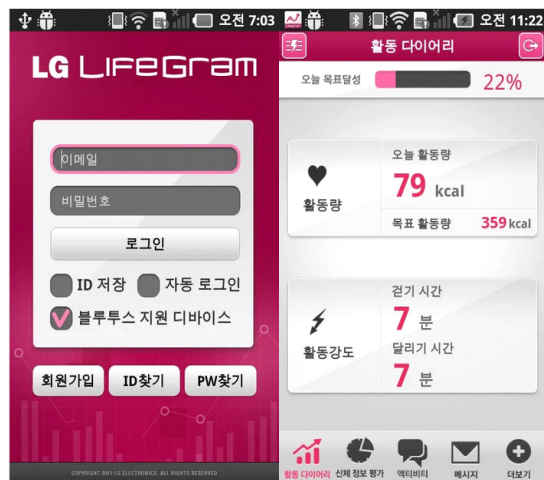 오전 7:03
LG LIFEGram
이메일
비밀번호
로그인
ID 저장
자동 로그인
블루투스 지원 디바이스
회원가입
ID찾기
PW찾기
COPYRIGHT 2011 LG ELECTRONICS. ALL RIGHTS RESERVED
오전 11:22
활동 다이어리
오늘 목표달성
22%
활동량
오늘 활동량
79 kcal
목표 활동량 359 kcal
활동강도
걷기 시간
7 분
달리기 시간
7 분
활동 다이어리
신체 정보 평가
액티비티
메시지
더보기